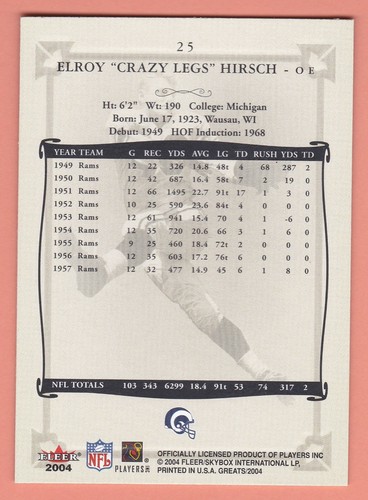 25
ELROY "CRAZY LEGS" HIRSCH - O E
Ht: 6'2" Wt: 190 College: Michigan
Born: June 17, 1923, Wausau, WI
Debut: 1949 HOF Induction: 1968
YEAR TEAM G REC YDS AVG LG TD RUSH YDS TD
1949 Rams 12 22 326 14.8 48t 4 68 287 2
1950 Rams 12 42 687 16.4 58t 7 2 19 0
1951 Rams 12 66 1495 22.7 91t 17 1 3 0
1952 Rams 10 25 590 23.6 84t 4 0 0 0
1953 Rams 12 61 941 15.4 70 4 1 -6 0
1954 Rams 12 35 720 20.6 66 3 1 6 0
1955 Rams 9 25 460 18.4 72t 2 0 0 0
1956 Rams 12 35 603 17.2 76t 6 0 0 0
1957 Rams 12 32 477 14.9 45 6 1 8 0
NFL TOTALS 103 343 6299 18.4 91t 53 74 317 2
FLEER
2004
NFL
PLAYERS INC
OFFICIALLY LICENSED PRODUCT OF PLAYERS INC
© 2004 FLEER/SKYBOX INTERNATIONAL LP,
PRINTED IN U.S.A. GREATS/2004